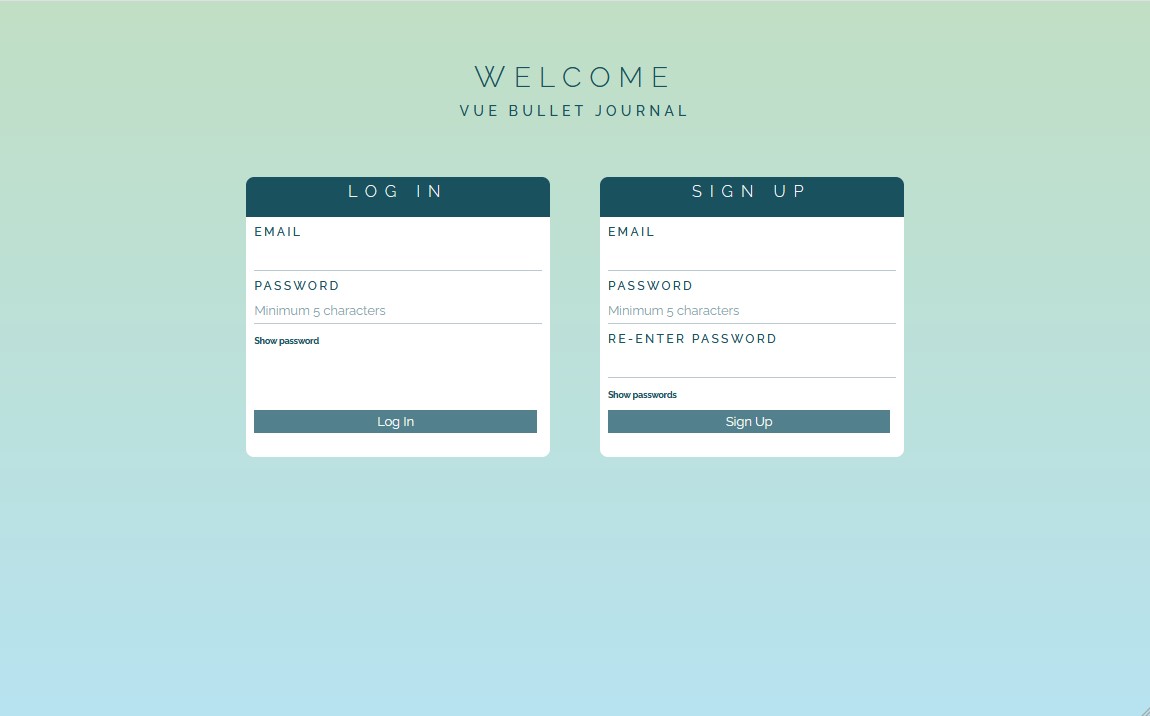 WELCOME
VUE BULLET JOURNAL
LOG IN
EMAIL
PASSWORD
Minimum 5 characters
Show password
Log In
SIGN UP
EMAIL
PASSWORD
Minimum 5 characters
RE-ENTER PASSWORD
Show passwords
Sign Up